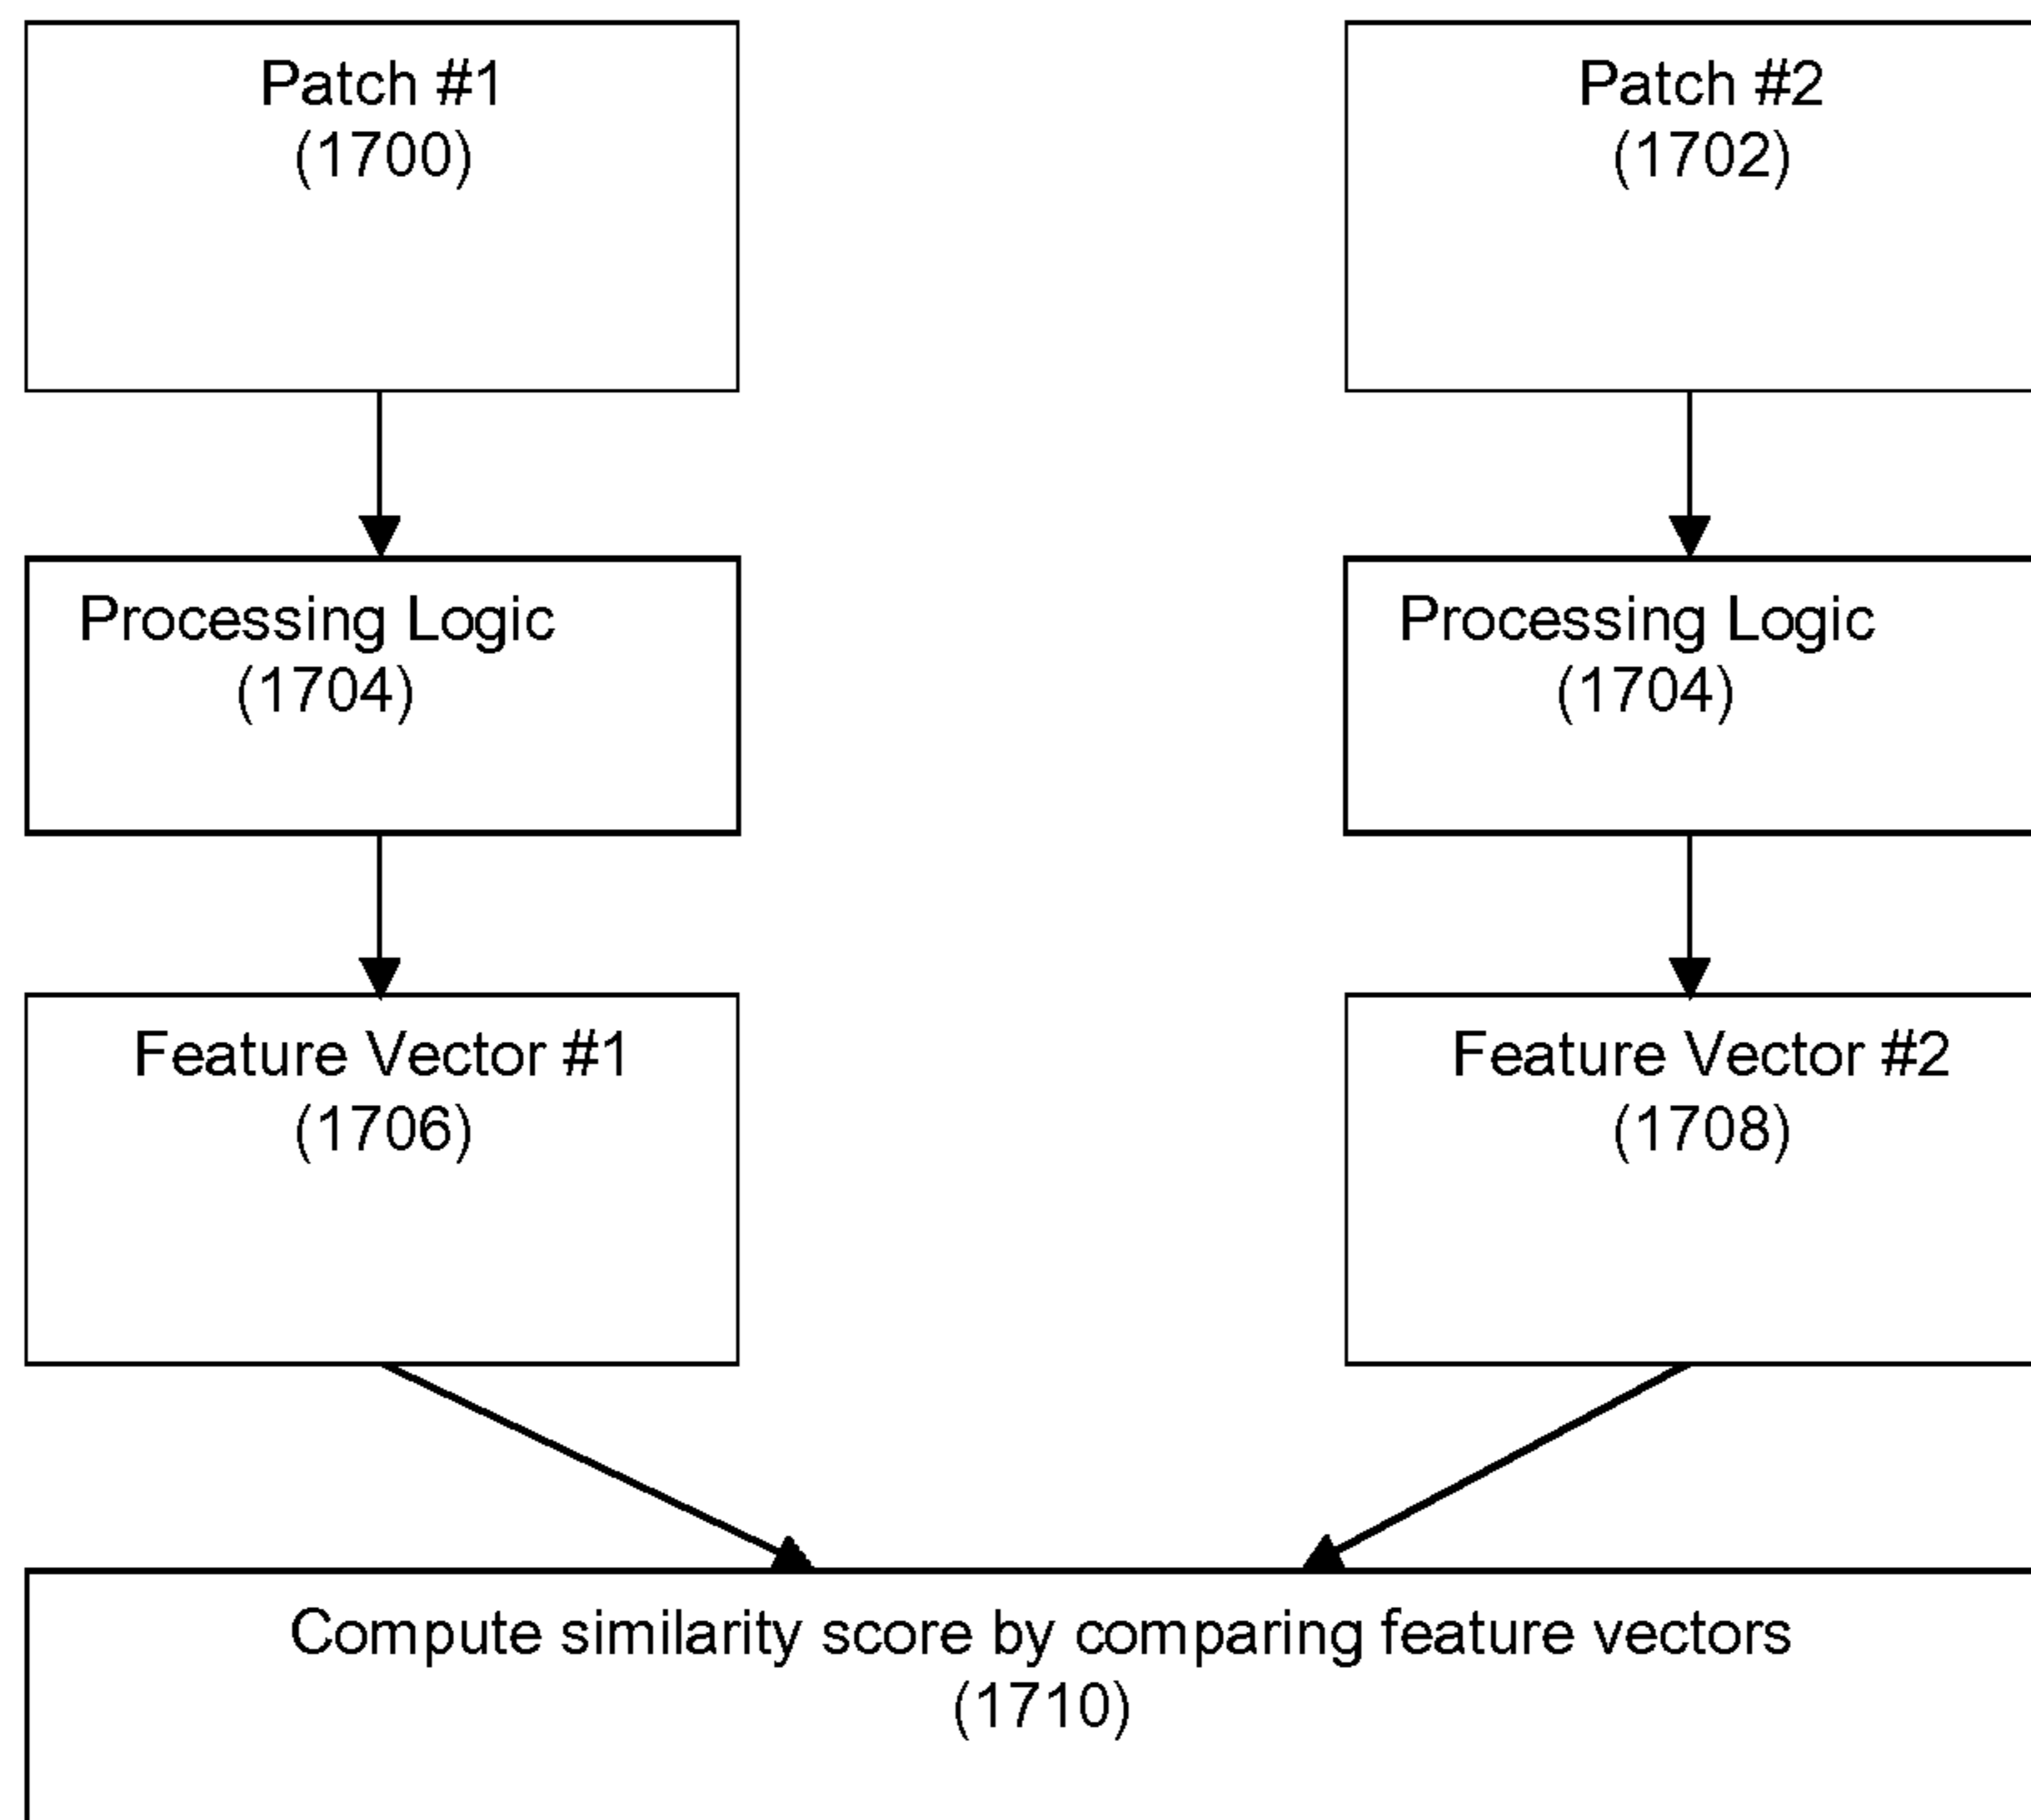 Patch #1
(1700)
Patch #2
(1702)
Processing Logic
(1704)
Processing Logic
(1704)
Feature Vector #1
(1706)
Feature Vector #2
(1708)
Compute similarity score by comparing feature vectors
(1710)